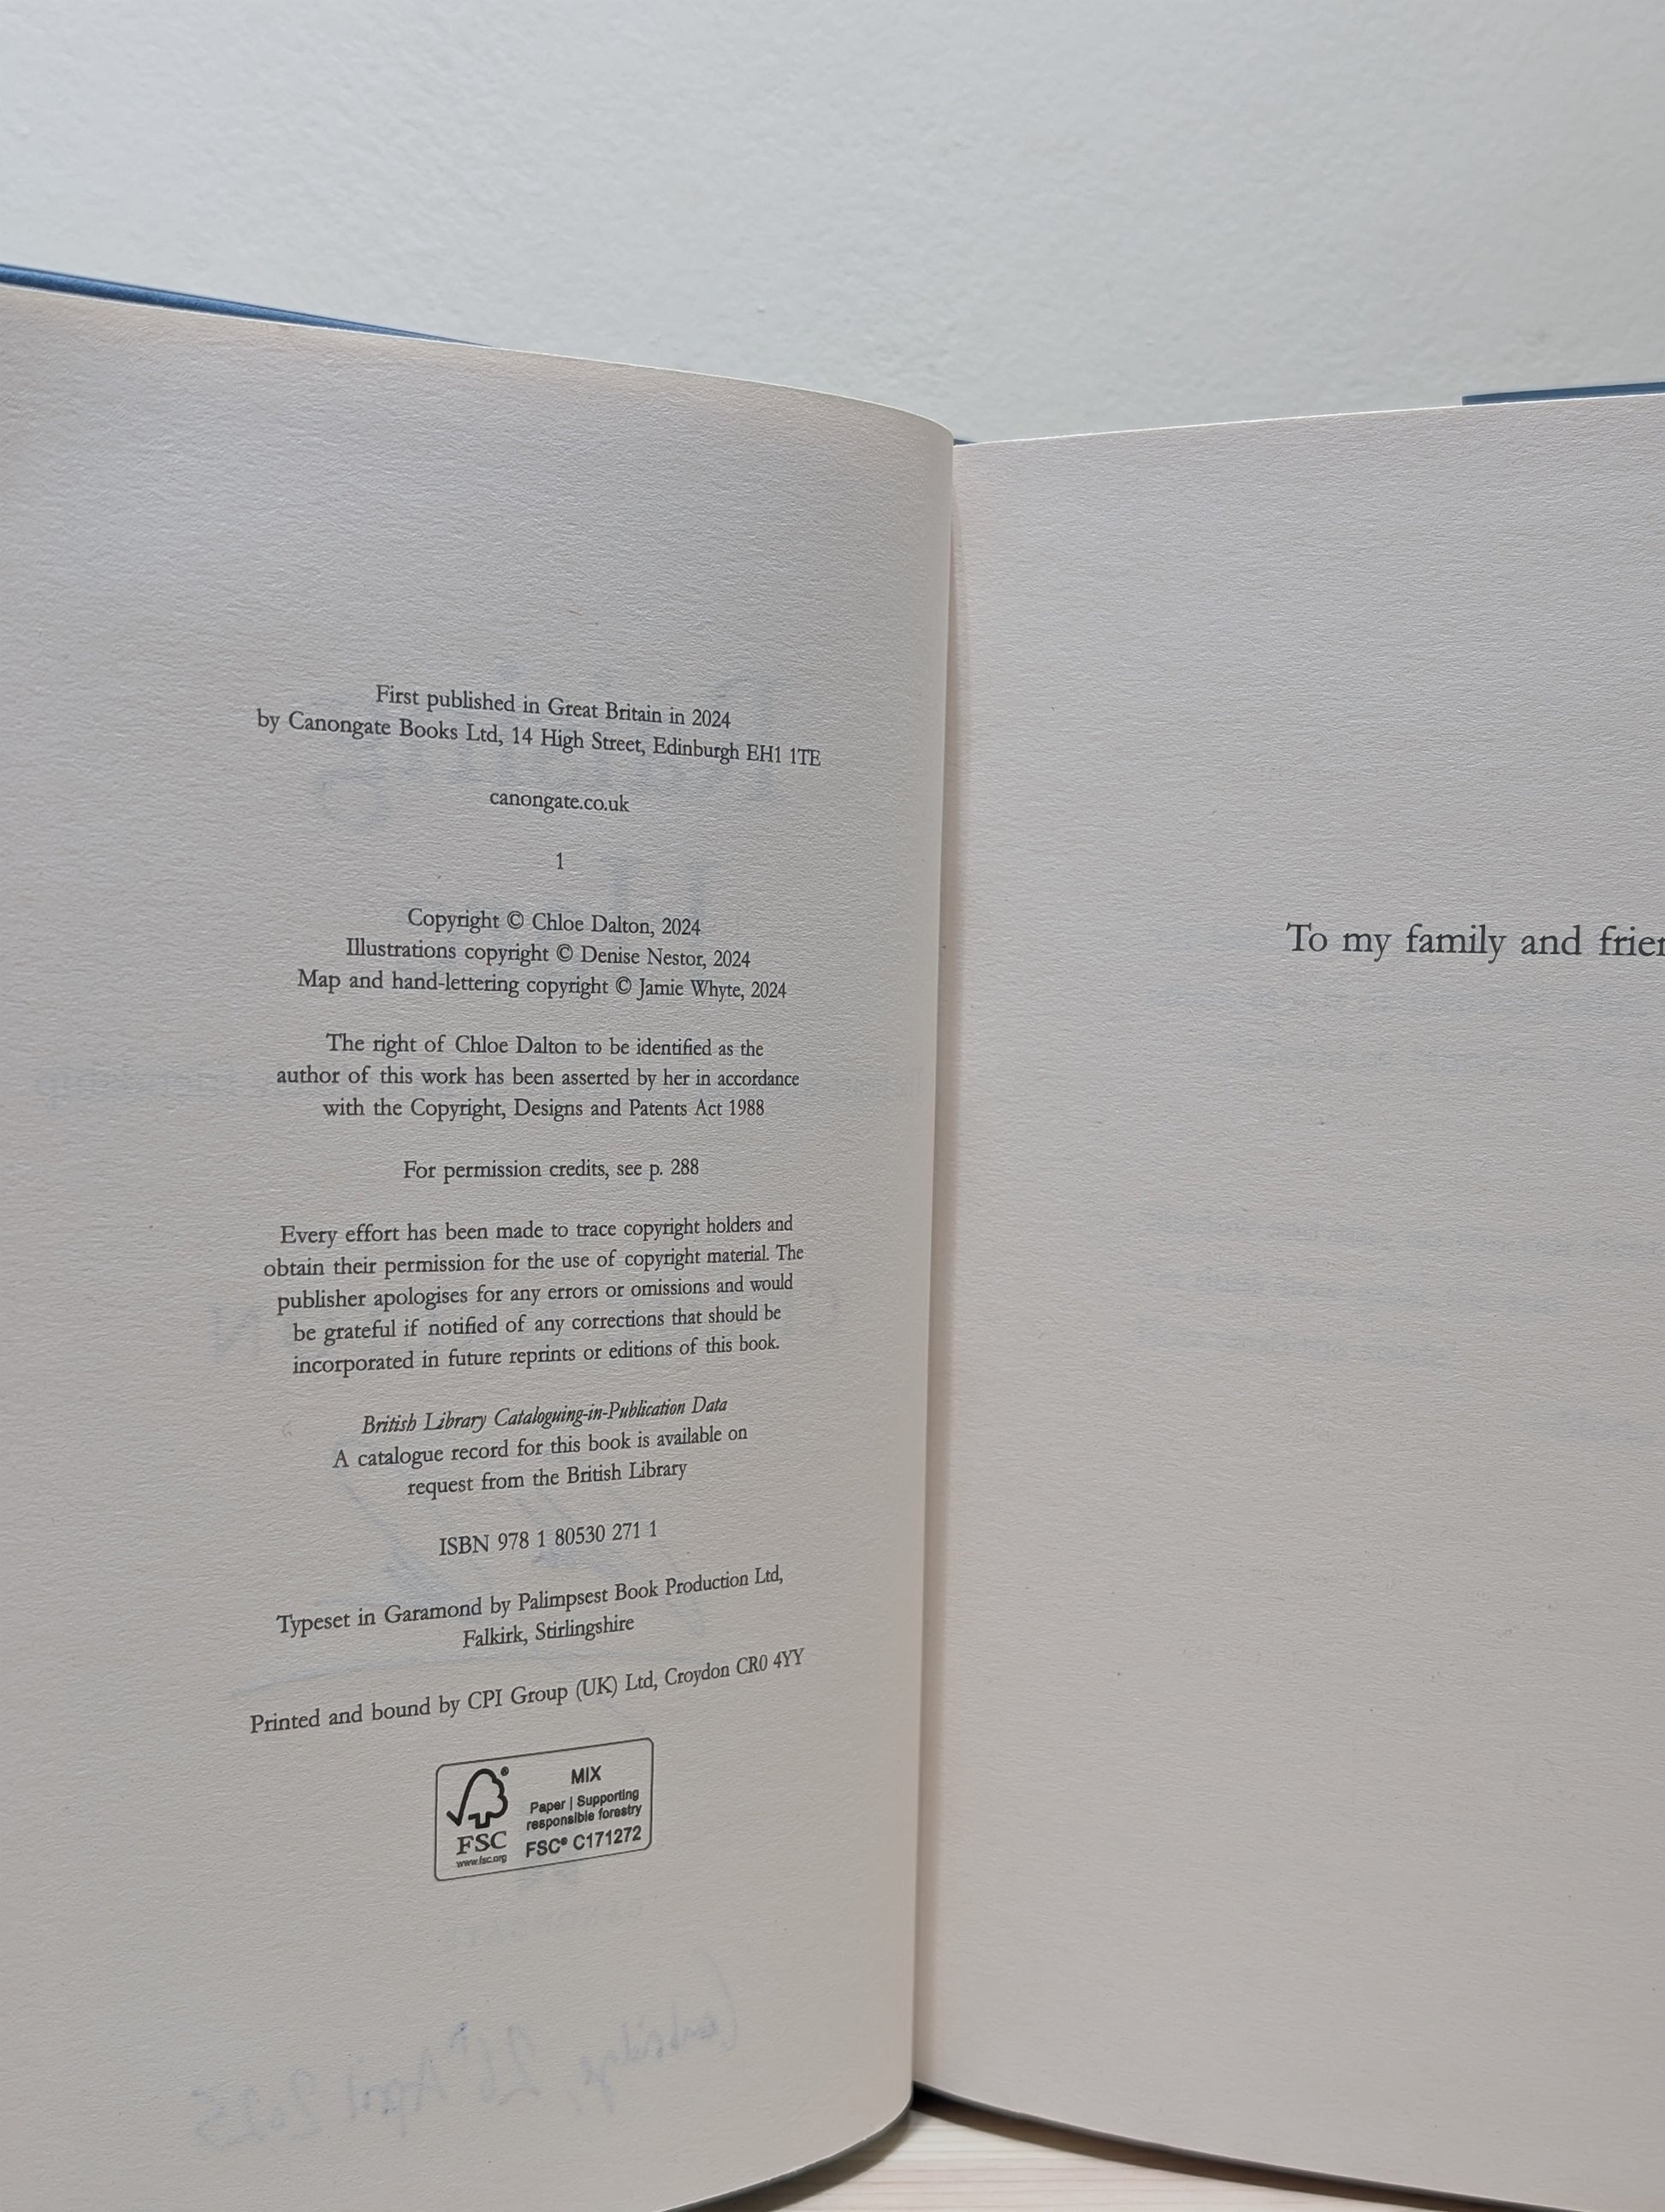 First published in Great Britain in 2024
by Canongate Books Ltd, 14 High Street, Edinburgh EH1 1TE
canongate.co.uk
1
Copyright © Chloe Dalton, 2024
Illustrations copyright © Denise Nestor, 2024
Map and hand-lettering copyright © Jamie Whyte, 2024
The right of Chloe Dalton to be identified as the
author of this work has been asserted by her in accordance
with the Copyright, Designs and Patents Act 1988
For permission credits, see p. 288
Every effort has been made to trace copyright holders and
obtain their permission for the use of copyright material. The
publisher apologises for any errors or omissions and would
be grateful if notified of any corrections that should be
incorporated in future reprints or editions of this book.
British Library Cataloguing-in-Publication Data
A catalogue record for this book is available on
request from the British Library
ISBN 978 1 80530 271 1
Typeset in Garamond by Palimpsest Book Production Ltd,
Falkirk, Stirlingshire
Printed and bound by CPI Group (UK) Ltd, Croydon CR0 4YY
MIX
Paper | Supporting
responsible forestry
FSC® C171272
FSC
www.fsc.org
Cambridge, 26th April 2025
To my family and frien